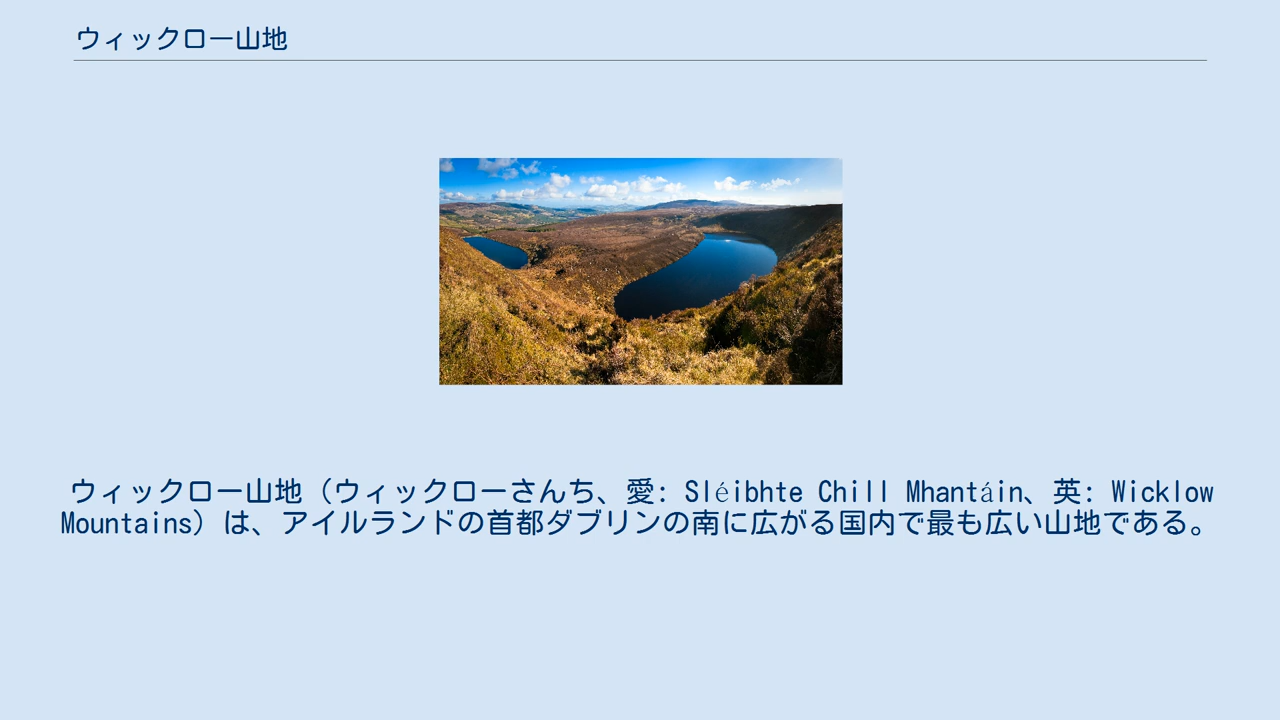 ウィックロー山地
ウィックロー山地（ウィックローさんち、愛: Sléibhte Chill Mhantáin、英: Wicklow
Mountains）は、アイルランドの首都ダブリンの南に広がる国内で最も広い山地である。